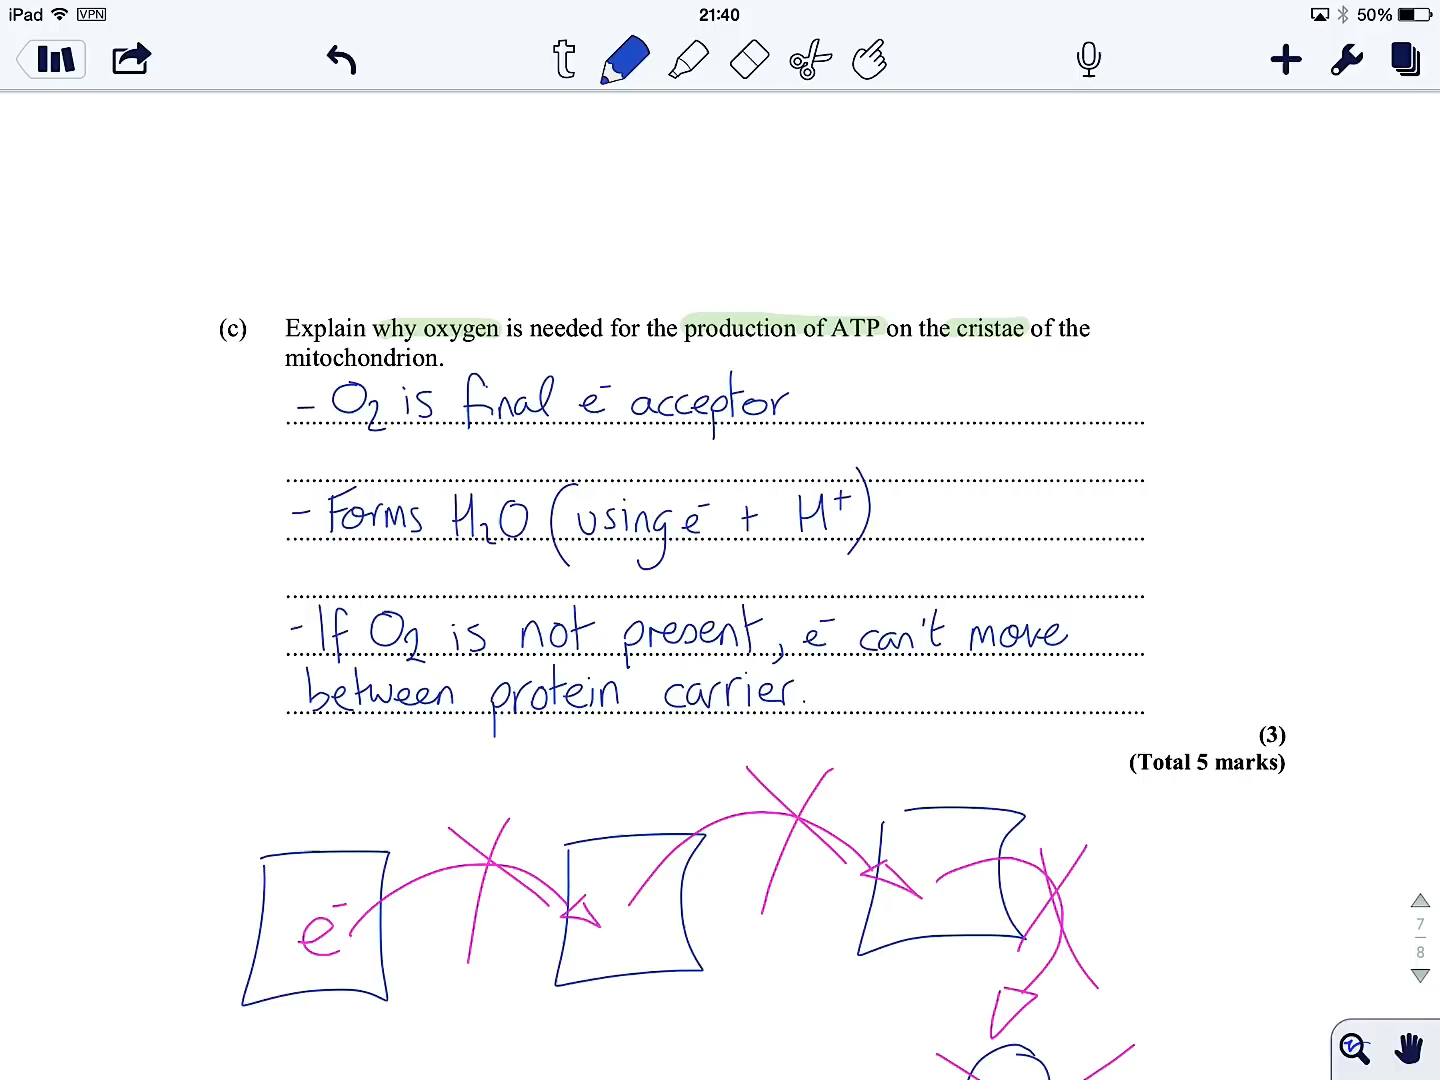 iPad VPN 21:40 50%
t
(c) Explain why oxygen is needed for the production of ATP on the cristae of the
mitochondrion.
- O₂ is final e⁻ acceptor
- Forms H₂O (using e⁻ + H⁺)
- If O₂ is not present, e⁻ can't move
between protein carrier.
(3)
(Total 5 marks)
e⁻
7
8